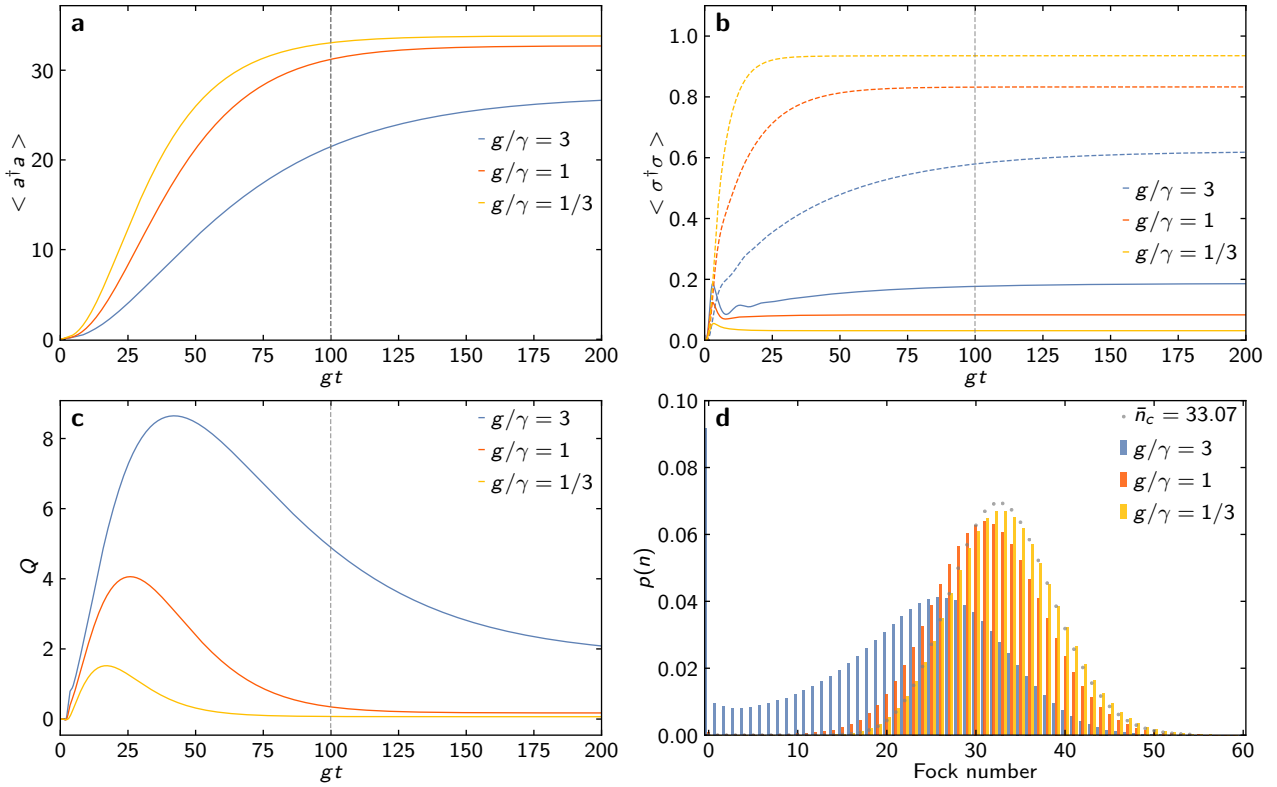 a
< a†a >
30
20
10
0
g/γ = 3
g/γ = 1
g/γ = 1/3
0 25 50 75 100 125 150 175 200
gt
b
< σ†σ >
1.0
0.8
0.6
0.4
0.2
0.0
g/γ = 3
g/γ = 1
g/γ = 1/3
0 25 50 75 100 125 150 175 200
gt
c
Q
8
6
4
2
0
g/γ = 3
g/γ = 1
g/γ = 1/3
0 25 50 75 100 125 150 175 200
gt
d
p(n)
0.10
0.08
0.06
0.04
0.02
0.00
n̄c = 33.07
g/γ = 3
g/γ = 1
g/γ = 1/3
0 10 20 30 40 50 60
Fock number